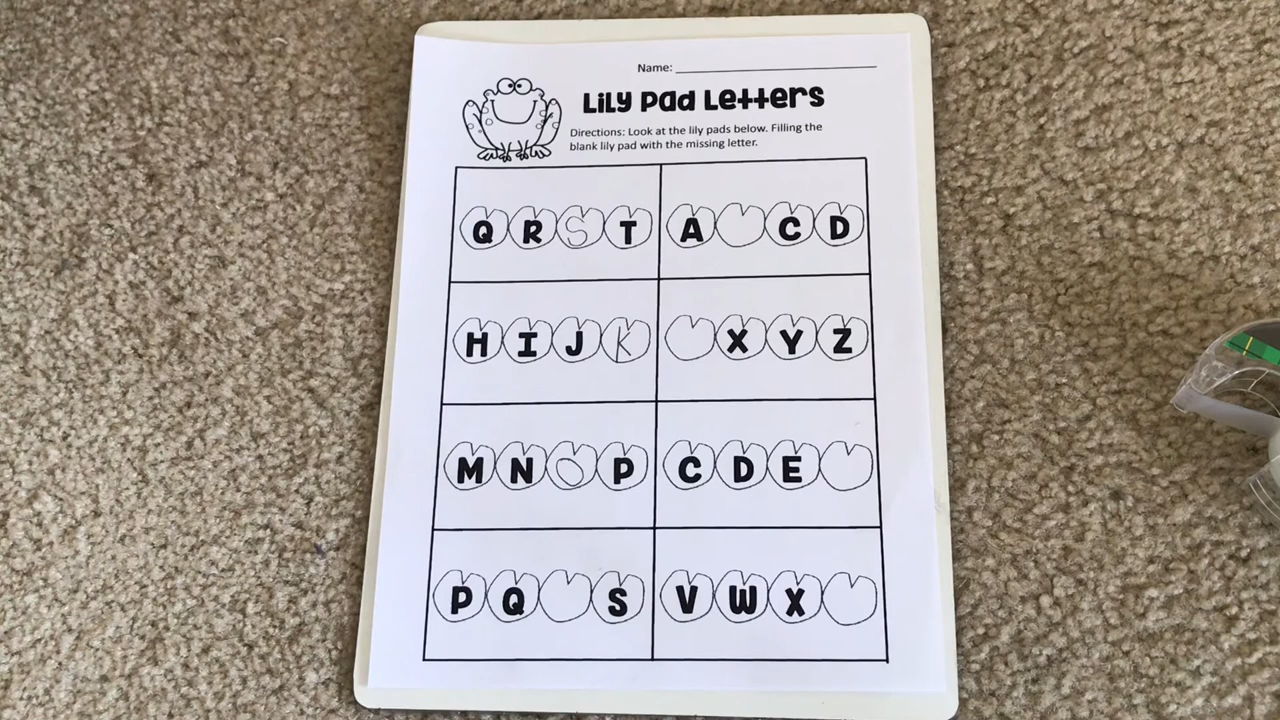 Name:
Lily Pad Letters
Directions: Look at the lily pads below. Filling the
blank lily pad with the missing letter.
Q R S T A C D
H I J K X Y Z
M N O P C D E
P Q S V W X